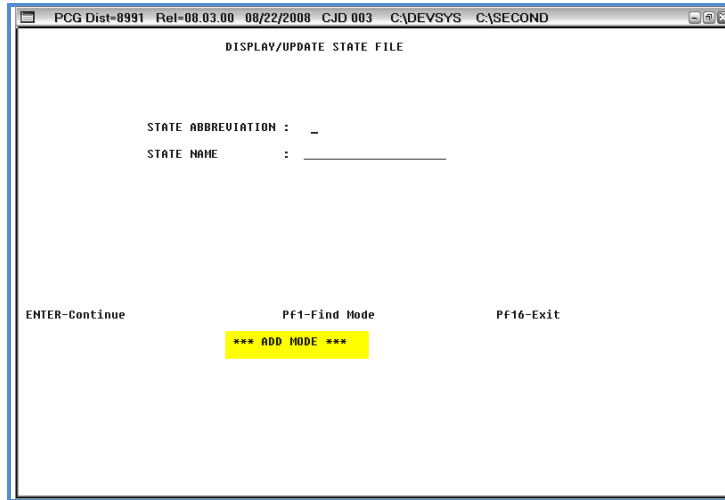 PCG Dist=8991 Rel=08.03.00 08/22/2008 CJD 003 C:\DEVSYS C:\SECOND
DISPLAY/UPDATE STATE FILE
STATE ABBREVIATION : _
STATE NAME : ____________________
ENTER-Continue Pf1-Find Mode Pf16-Exit
*** ADD MODE ***